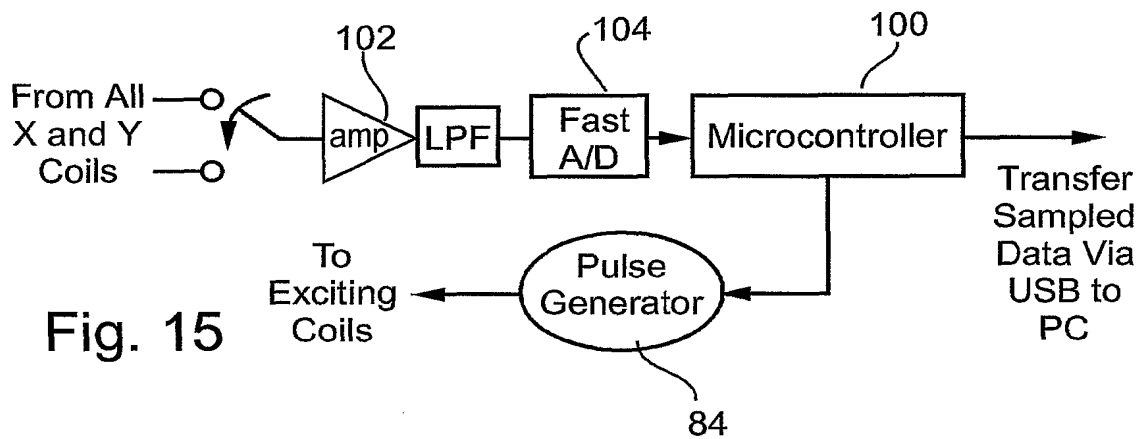 102
104
100
From All
X and Y
Coils
amp
LPF
Fast
A/D
Microcontroller
Transfer
Sampled
Data Via
USB to
PC
To
Exciting
Coils
Pulse
Generator
84
Fig. 15